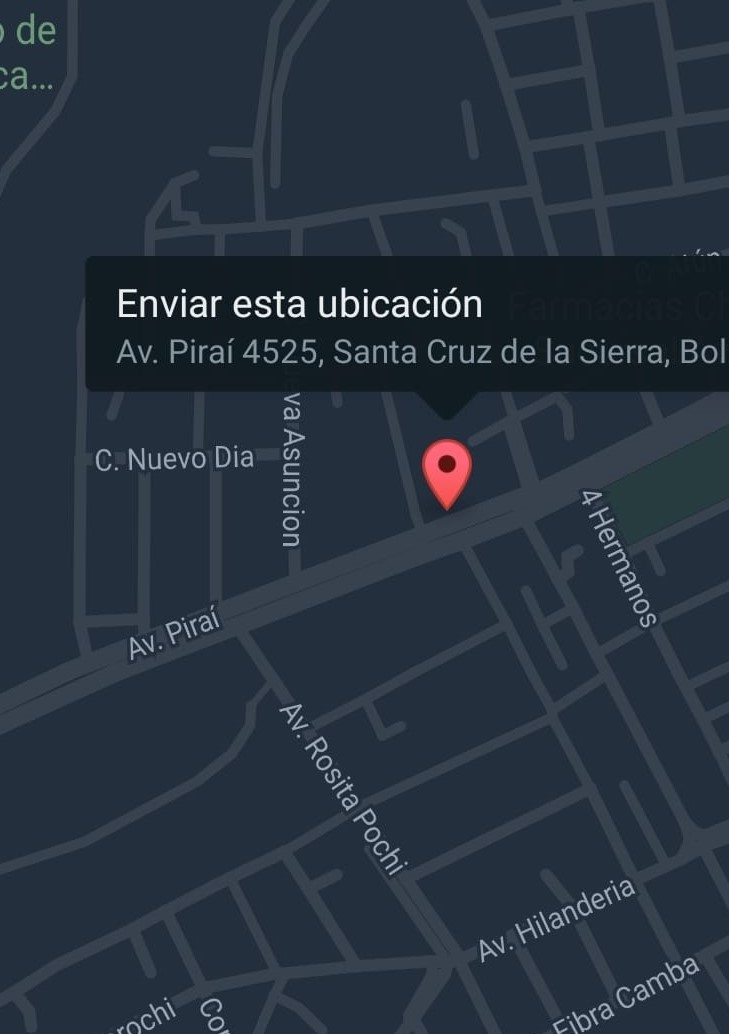 o de
ca...
Enviar esta ubicación
Av. Piraí 4525, Santa Cruz de la Sierra, Bol
va Asuncion
C. Nuevo Dia
4 Hermanos
Av. Piraí
Av. Rosita Pochi
Av. Hilanderia
Fibra Camba
rochi
Cor